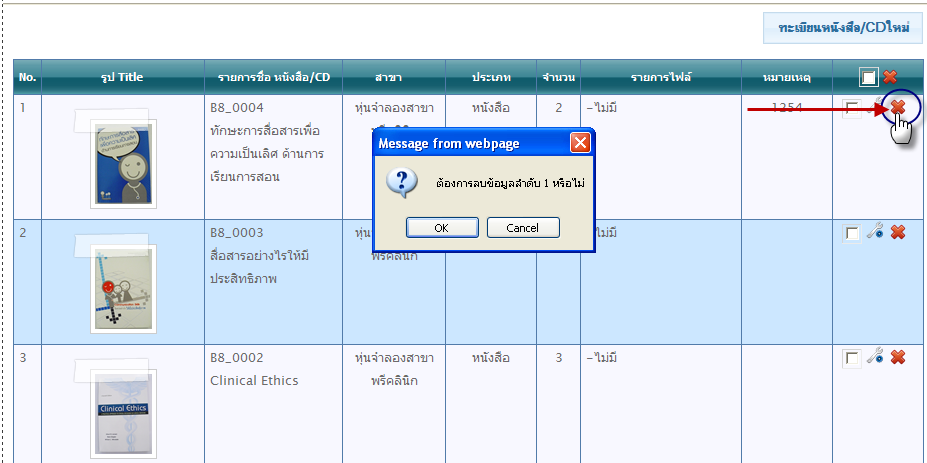 ทะเบียนหนังสือ/CDใหม่
No. รูป Title รายการชื่อ หนังสือ/CD สาขา ประเภท จำนวน รายการไฟล์ หมายเหตุ
1 B8_0004 หุ่นจำลองสาขา หนังสือ 2 -ไม่มี 1254
ทักษะการสื่อสารเพื่อ
ความเป็นเลิศ ด้านการ
เรียนการสอน
Message from webpage
ต้องการลบข้อมูลลำดับ 1 หรือไม่
OK Cancel
2 B8_0003 -ไม่มี
สื่อสารอย่างไรให้มี พรีคลินิก
ประสิทธิภาพ
3 B8_0002 หุ่นจำลองสาขา หนังสือ 3 -ไม่มี
Clinical Ethics พรีคลินิก
Clinical Ethics